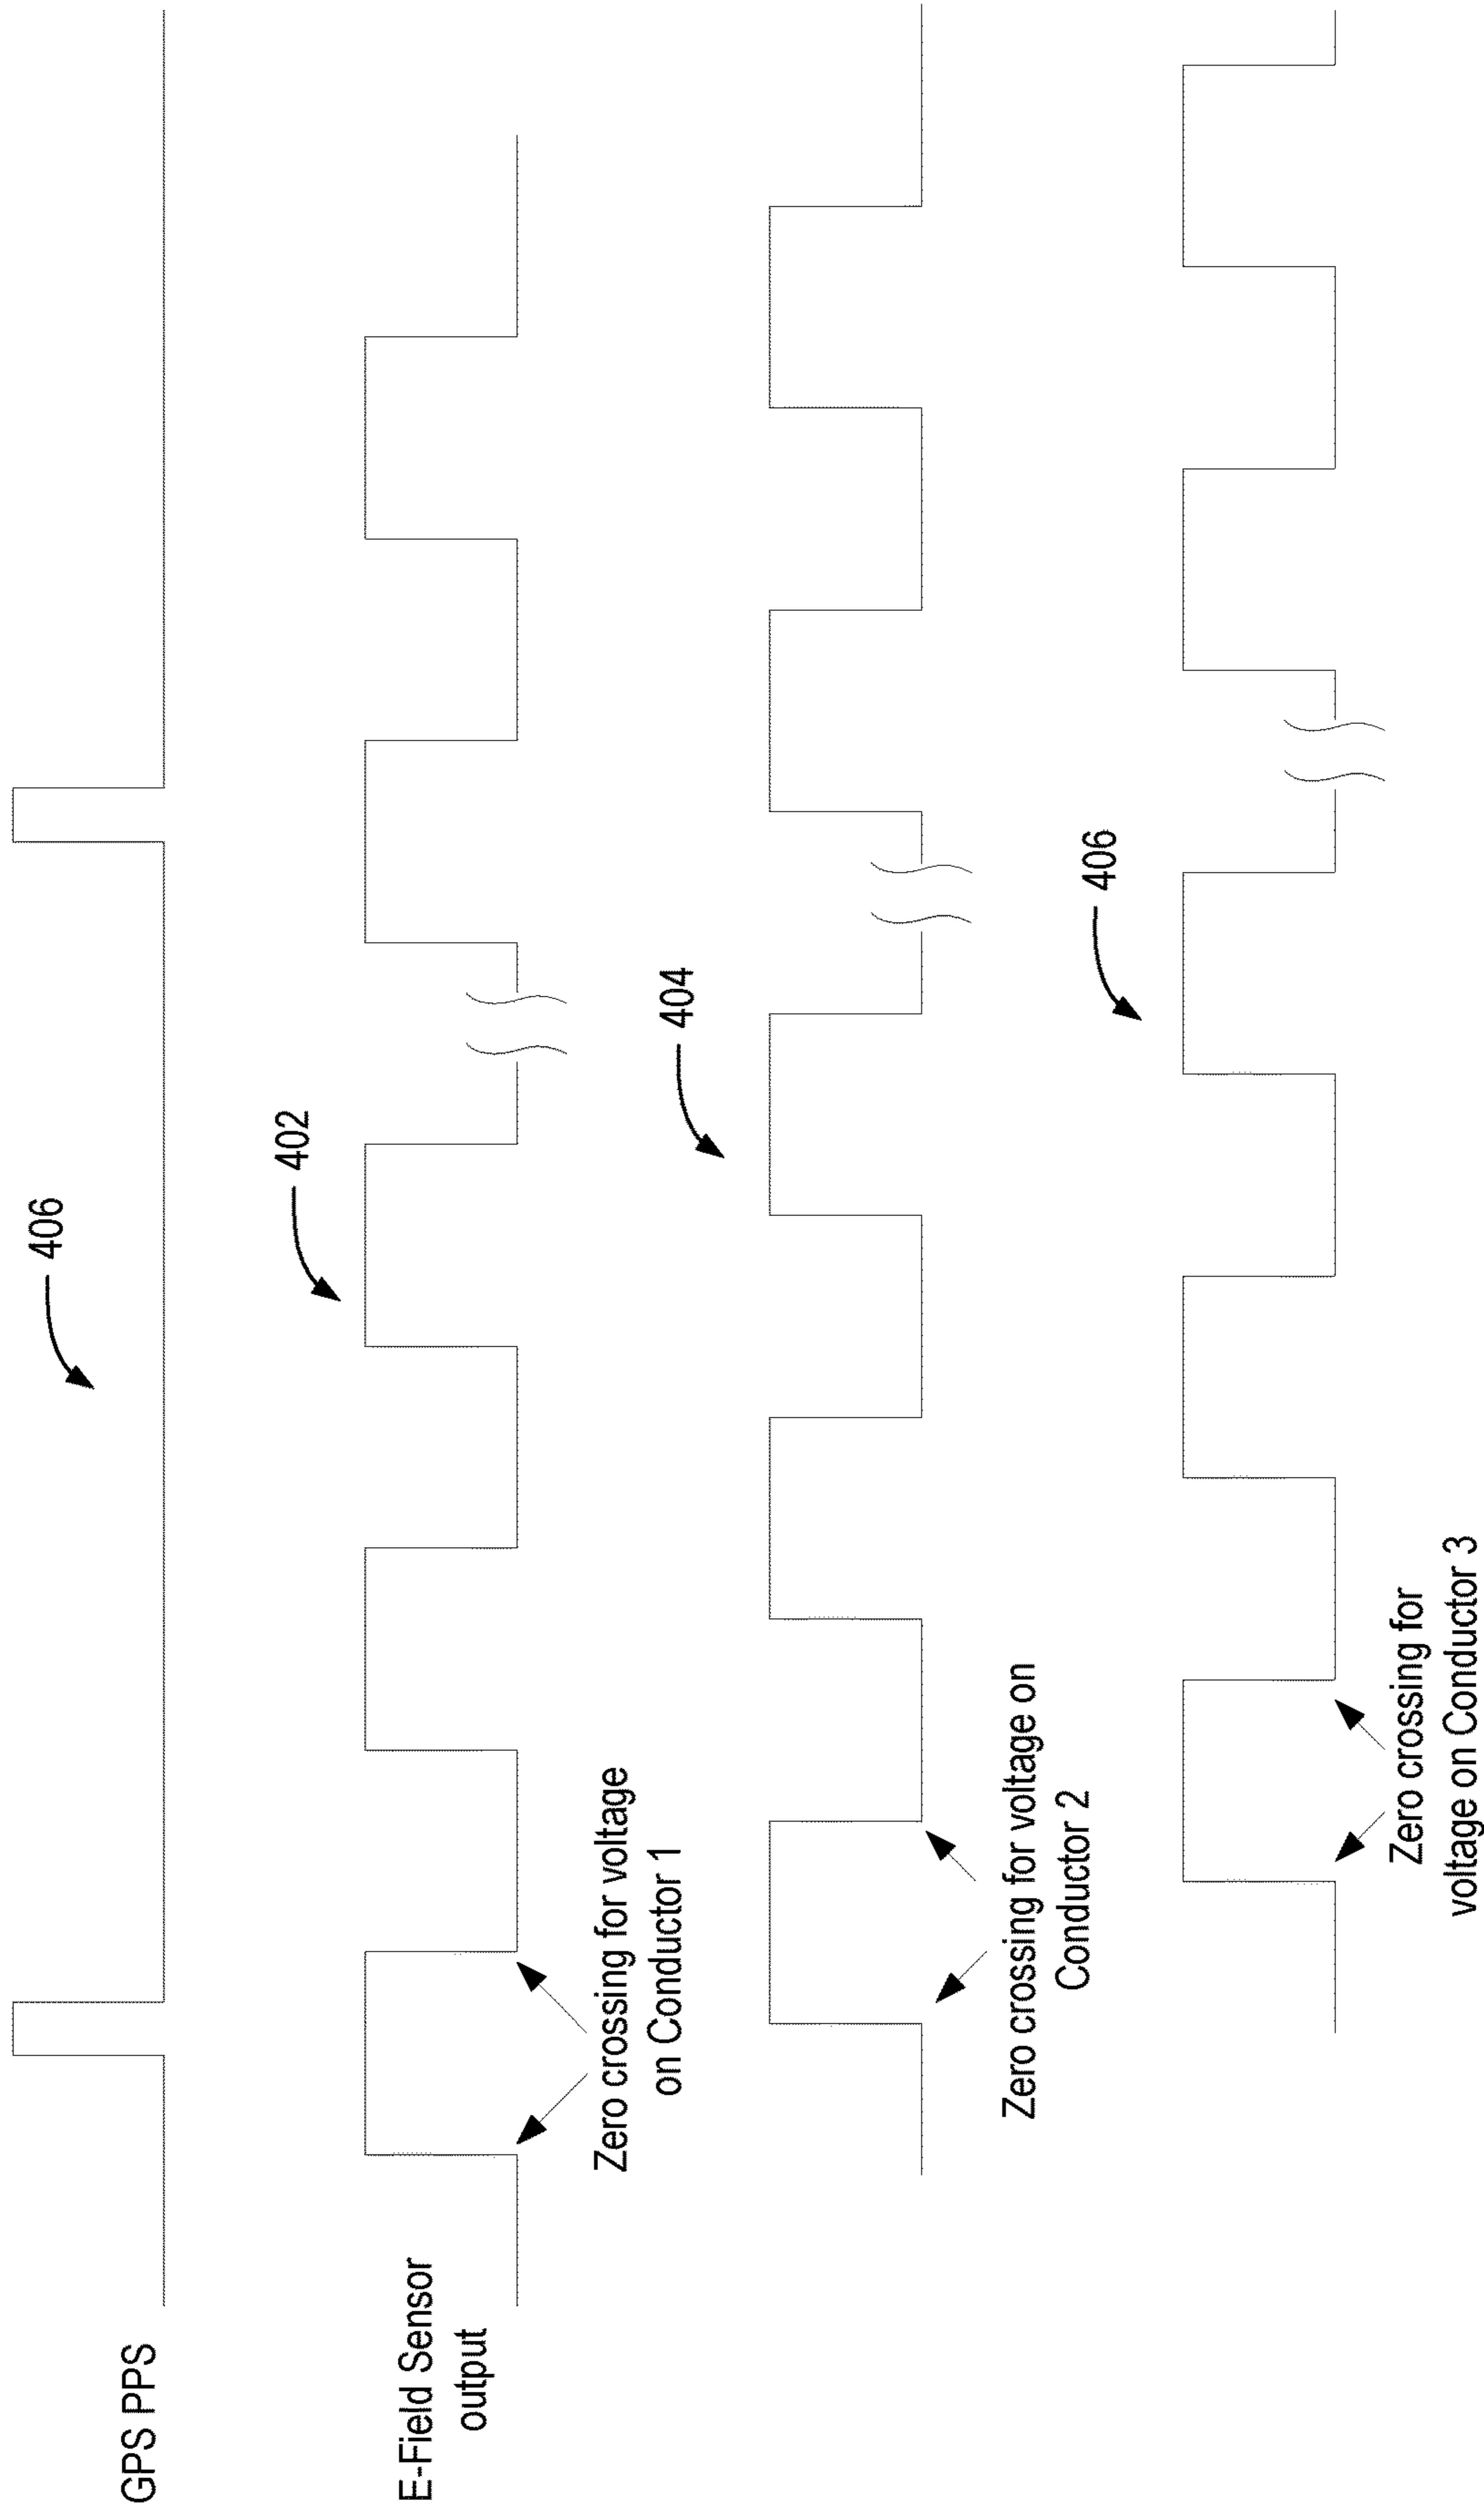 GPS PPS
406
E-Field Sensor
output
402
Zero crossing for voltage
on Conductor 1
404
Zero crossing for voltage on
Conductor 2
406
Zero crossing for
voltage on Conductor 3